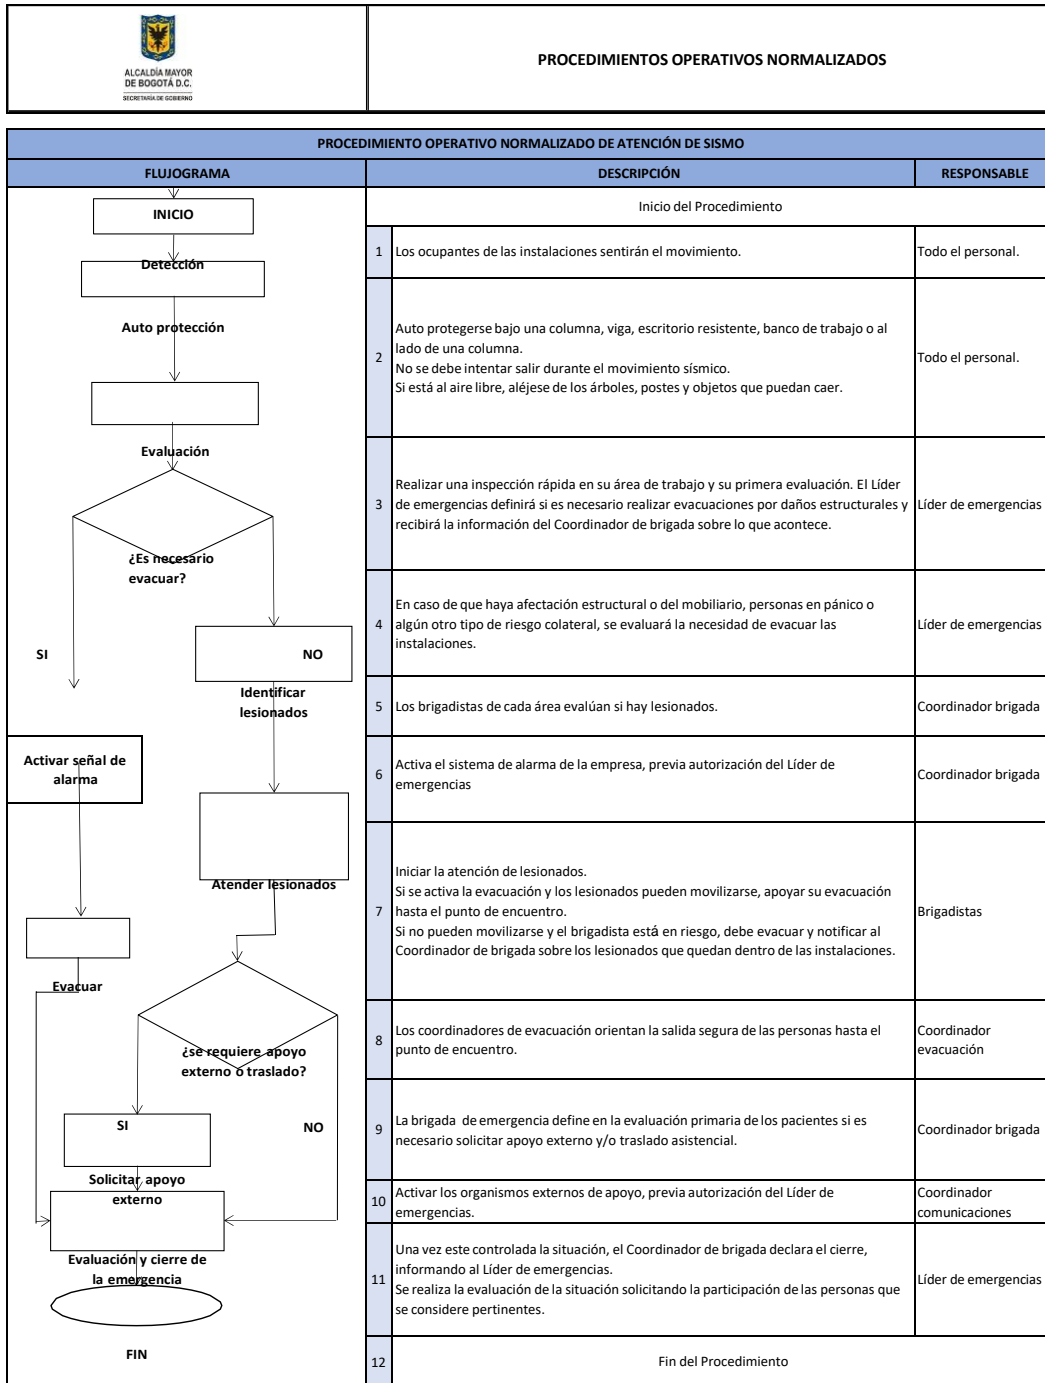 ALCALDÍA MAYOR
DE BOGOTÁ D.C.
SECRETARÍA DE GOBIERNO
PROCEDIMIENTOS OPERATIVOS NORMALIZADOS
PROCEDIMIENTO OPERATIVO NORMALIZADO DE ATENCIÓN DE SISMO
FLUJOGRAMA
DESCRIPCIÓN
RESPONSABLE
INICIO
Detección
Auto protección
Evaluación
¿Es necesario
evacuar?
SI
NO
Identificar
lesionados
Activar señal de
alarma
Atender lesionados
Evacuar
¿se requiere apoyo
externo o traslado?
SI
NO
Solicitar apoyo
externo
Evaluación y cierre de
la emergencia
FIN
Inicio del Procedimiento
1
Los ocupantes de las instalaciones sentirán el movimiento.
Todo el personal.
2
Auto protegerse bajo una columna, viga, escritorio resistente, banco de trabajo o al
lado de una columna.
No se debe intentar salir durante el movimiento sísmico.
Si está al aire libre, aléjese de los árboles, postes y objetos que puedan caer.
Todo el personal.
3
Realizar una inspección rápida en su área de trabajo y su primera evaluación. El Líder
de emergencias definirá si es necesario realizar evacuaciones por daños estructurales y
recibirá la información del Coordinador de brigada sobre lo que acontece.
Líder de emergencias
4
En caso de que haya afectación estructural o del mobiliario, personas en pánico o
algún otro tipo de riesgo colateral, se evaluará la necesidad de evacuar las
instalaciones.
Líder de emergencias
5
Los brigadistas de cada área evalúan si hay lesionados.
Coordinador brigada
6
Activa el sistema de alarma de la empresa, previa autorización del Líder de
emergencias
Coordinador brigada
7
Iniciar la atención de lesionados.
Si se activa la evacuación y los lesionados pueden movilizarse, apoyar su evacuación
hasta el punto de encuentro.
Si no pueden movilizarse y el brigadista está en riesgo, debe evacuar y notificar al
Coordinador de brigada sobre los lesionados que quedan dentro de las instalaciones.
Brigadistas
8
Los coordinadores de evacuación orientan la salida segura de las personas hasta el
punto de encuentro.
Coordinador
evacuación
9
La brigada de emergencia define en la evaluación primaria de los pacientes si es
necesario solicitar apoyo externo y/o traslado asistencial.
Coordinador brigada
10
Activar los organismos externos de apoyo, previa autorización del Líder de
emergencias.
Coordinador
comunicaciones
11
Una vez este controlada la situación, el Coordinador de brigada declara el cierre,
informando al Líder de emergencias.
Se realiza la evaluación de la situación solicitando la participación de las personas que
se considere pertinentes.
Líder de emergencias
12
Fin del Procedimiento